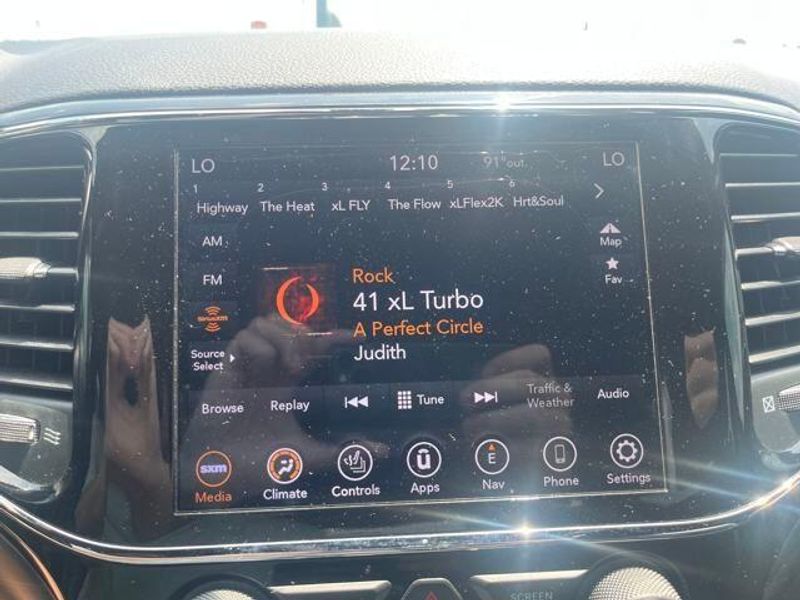 LO 12:10 91° out. LO
1 2 3 4 5 6
Highway The Heat xL FLY The Flow xLFlex2K Hrt&Soul
AM
Map
FM
Fav
Rock
41 xL Turbo
A Perfect Circle
Judith
SiriusXM
Source
Select
Browse Replay Tune Traffic &
Weather Audio
sxm
Media Climate Controls Apps E
Nav Phone Settings
SCREEN